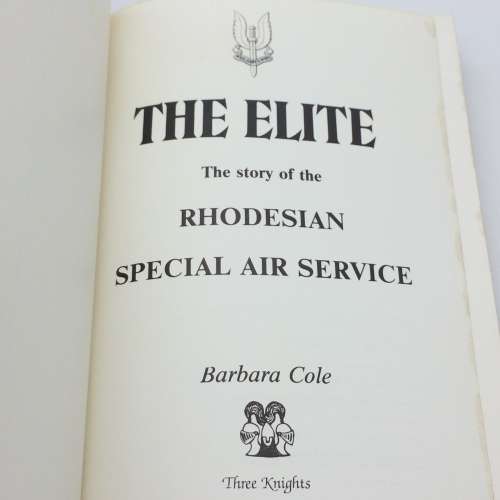 THE ELITE
The story of the
RHODESIAN
SPECIAL AIR SERVICE
Barbara Cole
Three Knights